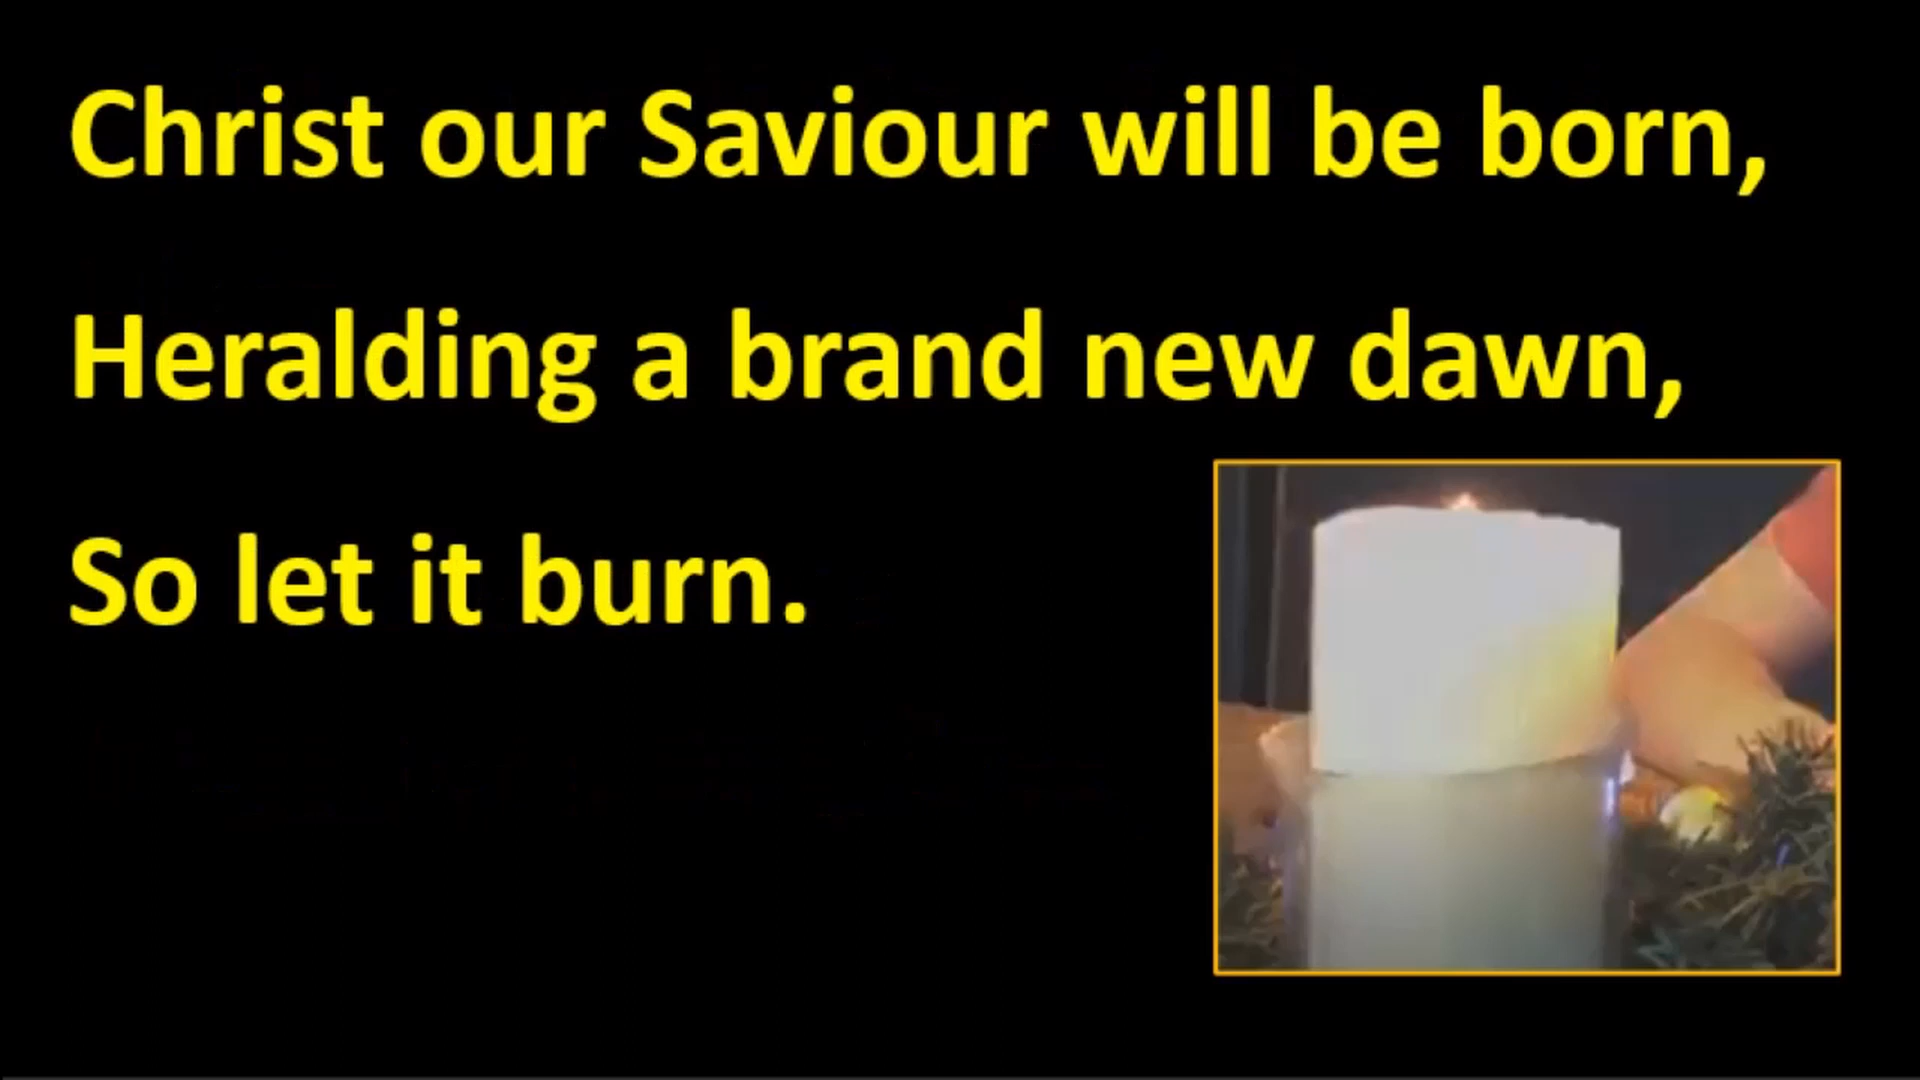 Christ our Saviour will be born,
Heralding a brand new dawn,
So let it burn.